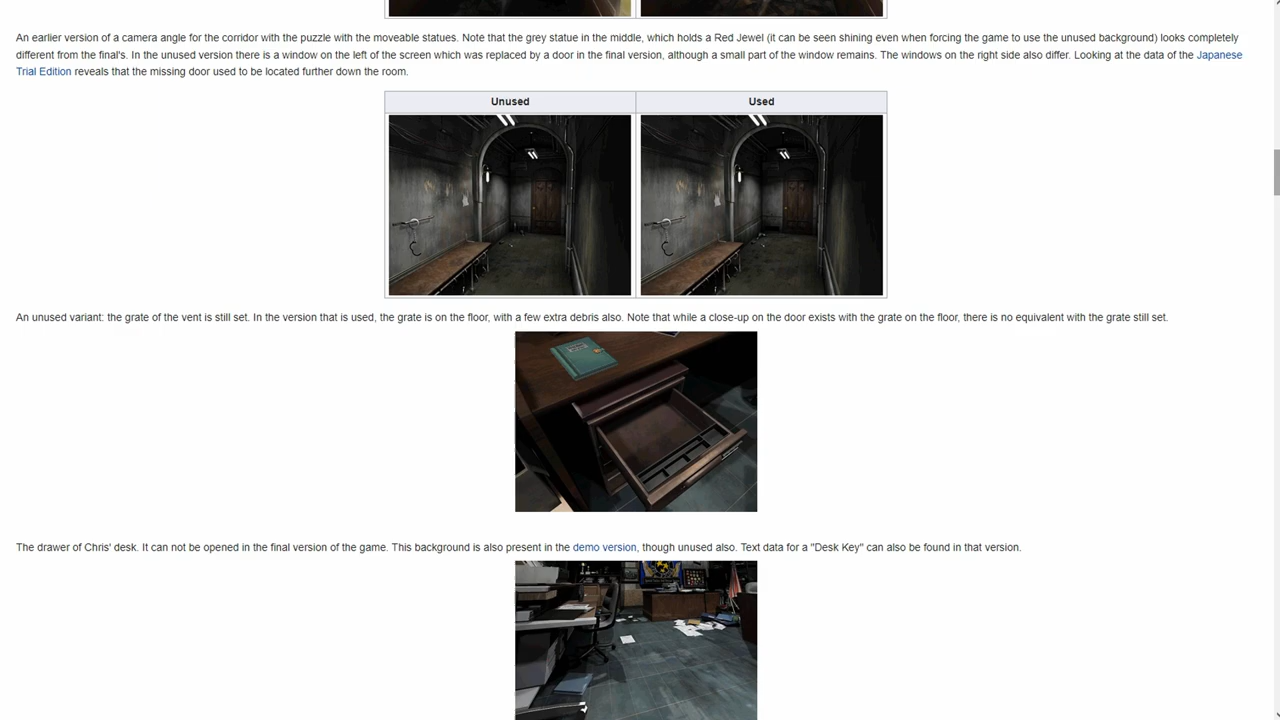 An earlier version of a camera angle for the corridor with the puzzle with the moveable statues. Note that the grey statue in the middle, which holds a Red Jewel (it can be seen shining even when forcing the game to use the unused background) looks completely
different from the final's. In the unused version there is a window on the left of the screen which was replaced by a door in the final version, although a small part of the window remains. The windows on the right side also differ. Looking at the data of the Japanese
Trial Edition reveals that the missing door used to be located further down the room.
Unused
Used
An unused variant: the grate of the vent is still set. In the version that is used, the grate is on the floor, with a few extra debris also. Note that while a close-up on the door exists with the grate on the floor, there is no equivalent with the grate still set.
The drawer of Chris' desk. It can not be opened in the final version of the game. This background is also present in the demo version, though unused also. Text data for a "Desk Key" can also be found in that version.